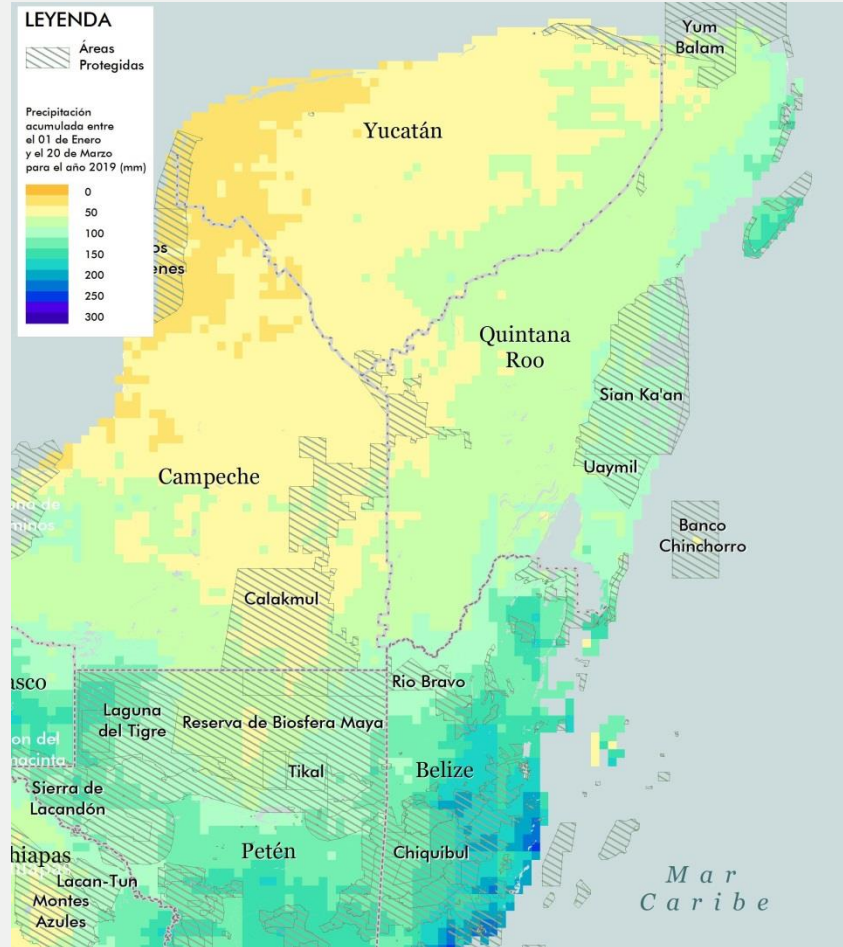 LEYENDA
Áreas
Protegidas
Precipitación
acumulada entre
el 01 de Enero
y el 20 de Marzo
para el año 2019 (mm)
0
50
100
150
200
250
300
Yum
Balam
Yucatán
Quintana
Roo
Sian Ka'an
Uaymil
Campeche
Banco
Chinchorro
Calakmul
Rio Bravo
Laguna
del Tigre
Reserva de Biosfera Maya
Tikal
Belize
Sierra de
Lacandón
Petén
Chiquibul
hiapas
Lacan-Tun
Montes
Azules
Mar
Caribe